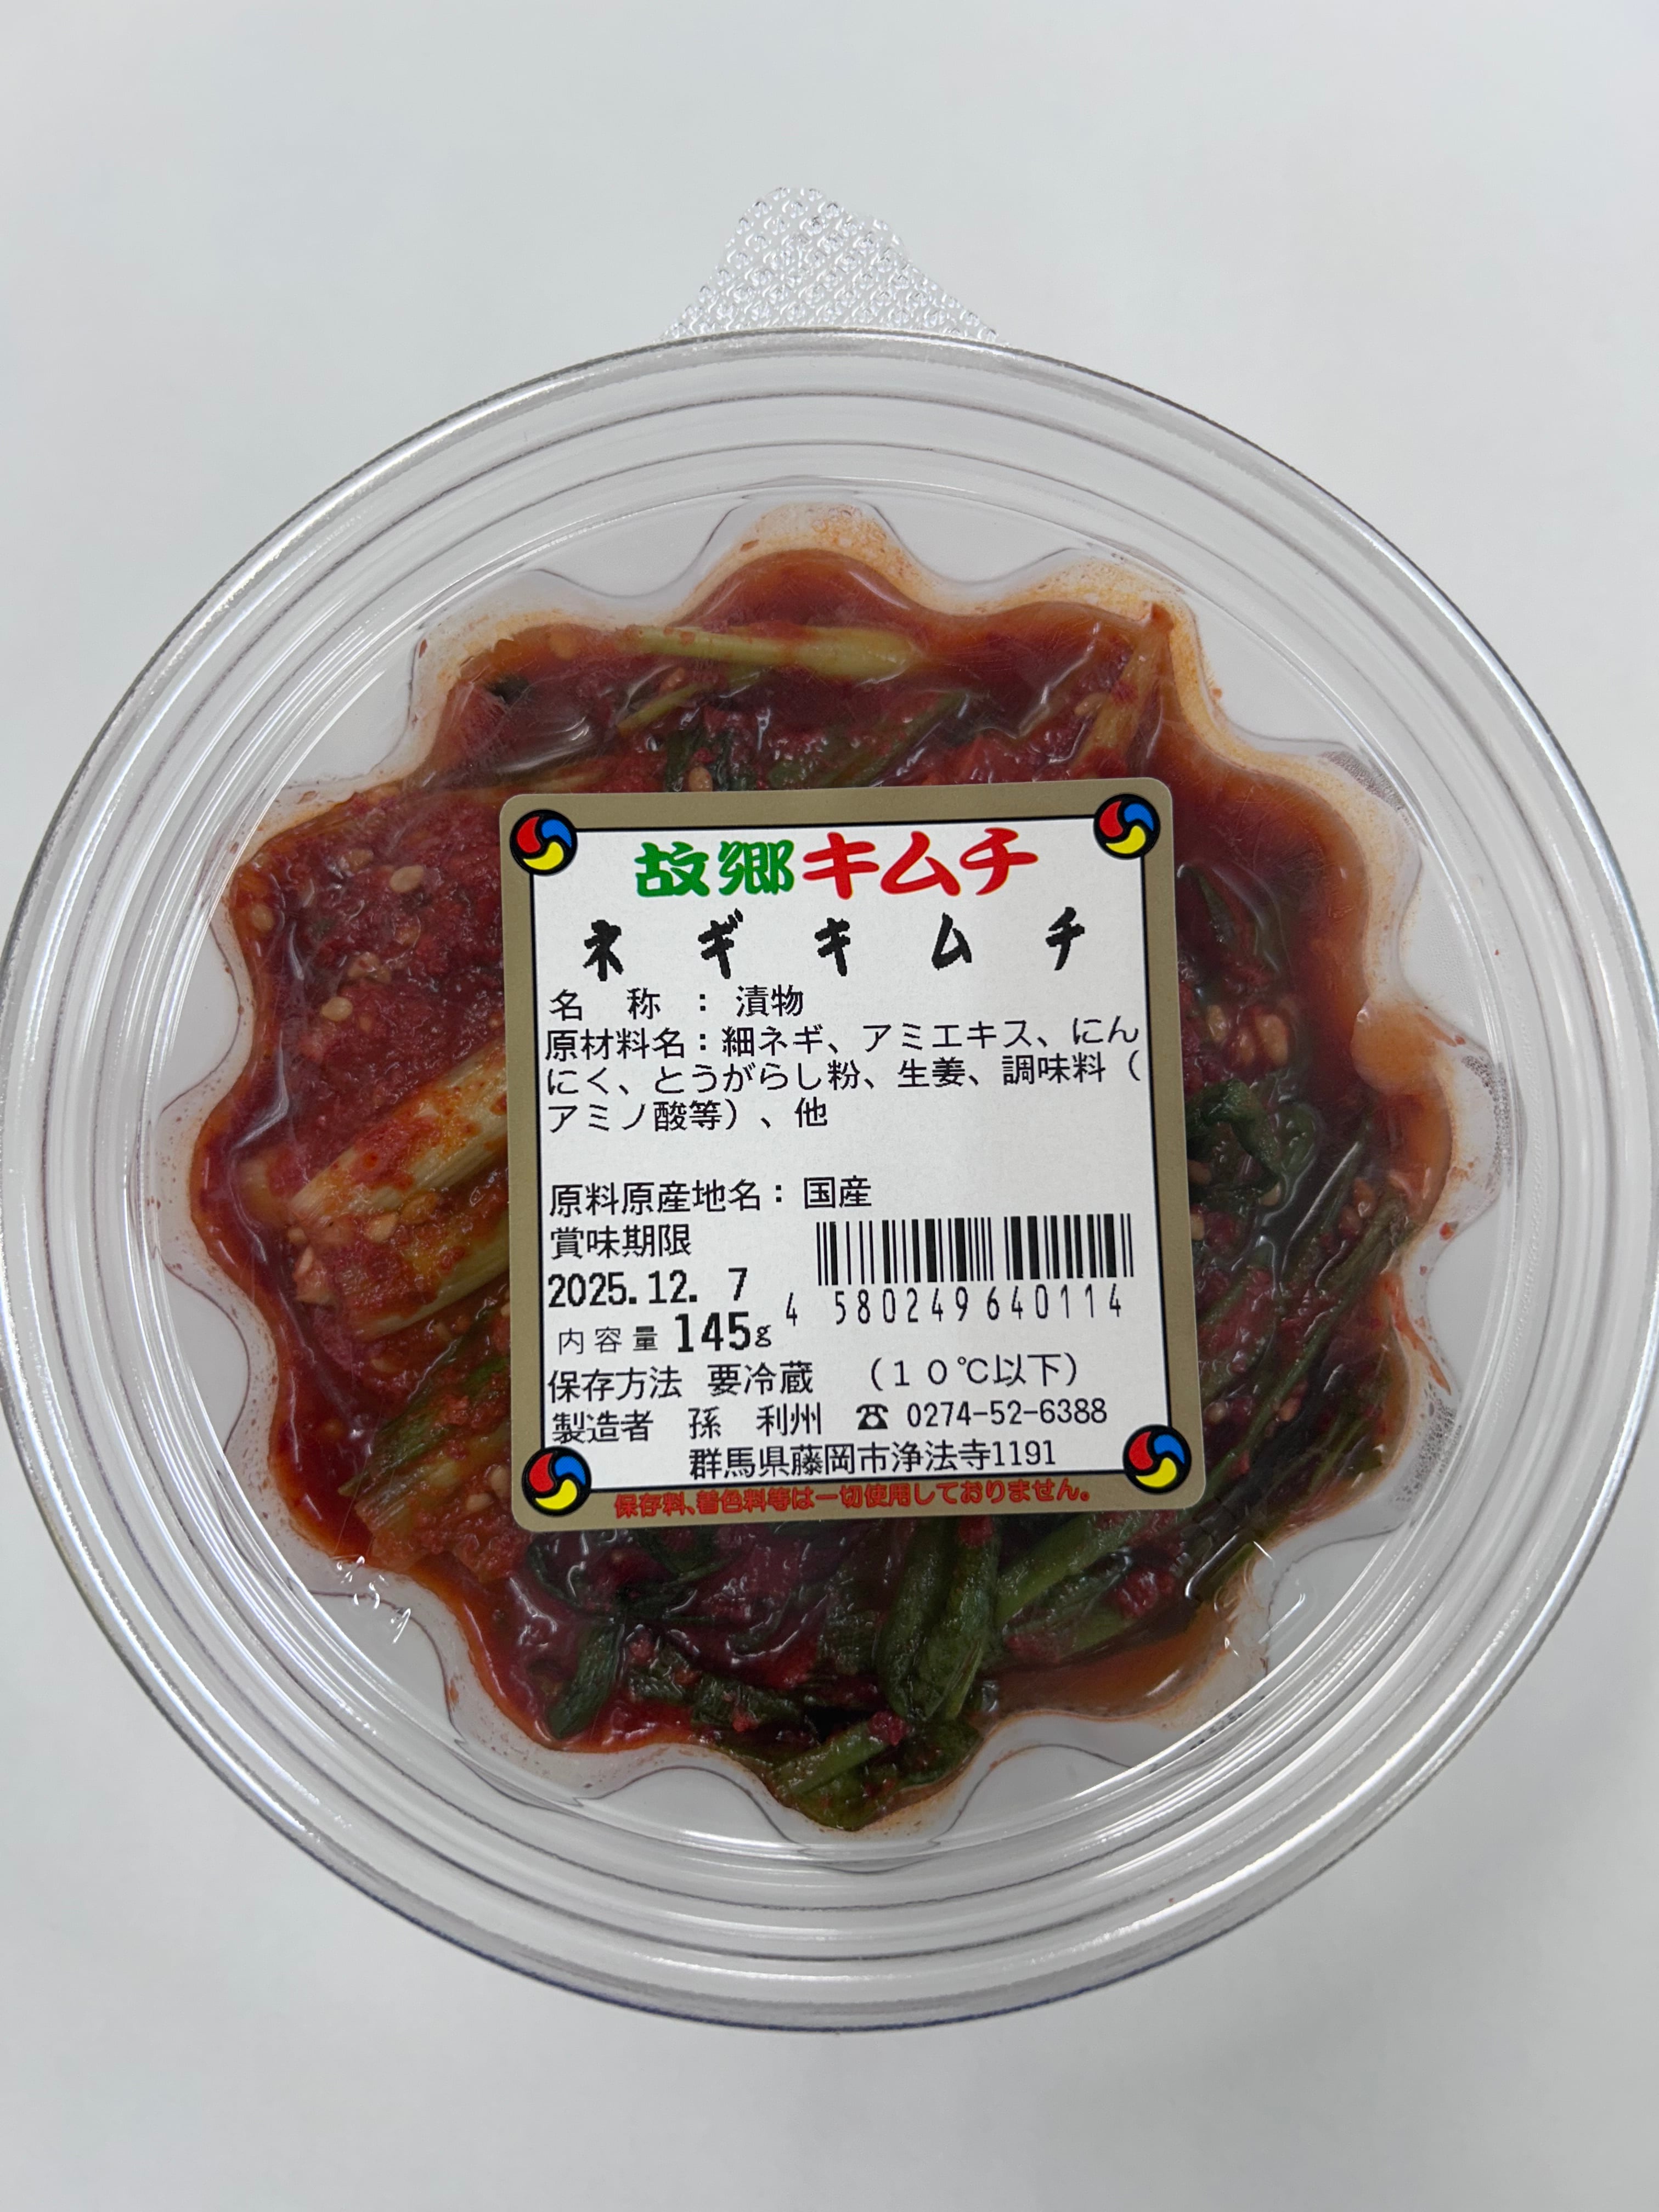 故郷キムチ
ネギキムチ
名 称 : 漬物
原材料名：細ネギ、アミエキス、にん
にく、とうがらし粉、生姜、調味料（
アミノ酸等）、他
原料原産地名：国産
賞味期限
2025.12. 7
4 580249 640114
内容量 145g
保存方法 要冷蔵 （１０℃以下）
製造者 孫 利州 ☎ 0274-52-6388
群馬県藤岡市浄法寺1191
保存料、着色料等は一切使用しておりません。